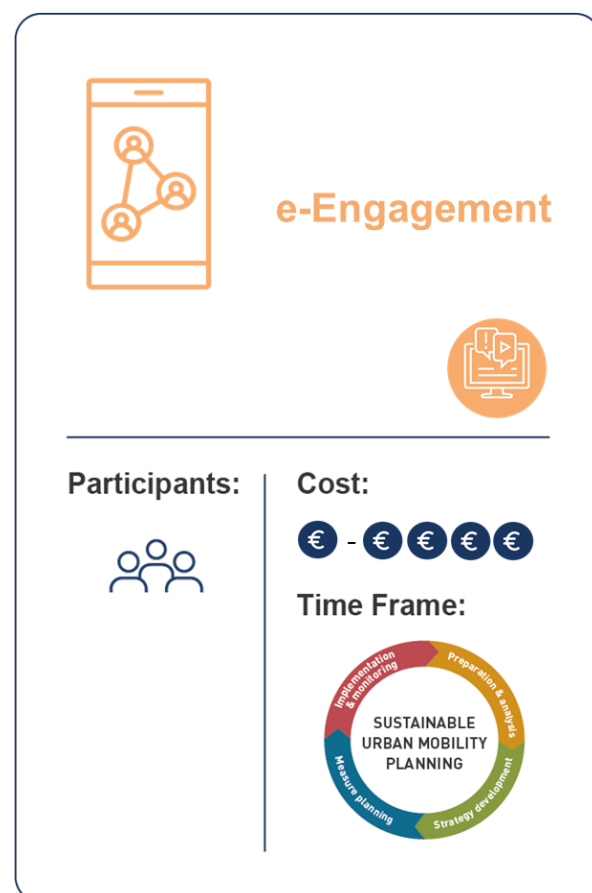 e-Engagement
Participants:
Cost:
€ - € € € €
Time Frame:
Implementation
& monitoring
Preparation & analysis
SUSTAINABLE
URBAN MOBILITY
PLANNING
Measure planning
Strategy development